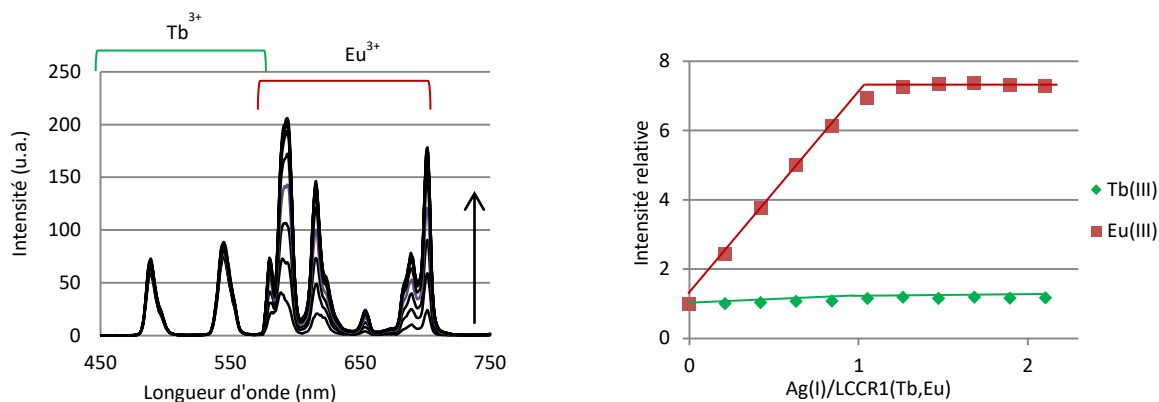 Tb3+
Eu3+
250
200
150
100
50
0
450
550
650
750
Intensité (u.a.)
Longueur d'onde (nm)
8
6
4
2
0
0
1
2
Intensité relative
Ag(I)/LCCR1(Tb,Eu)
Tb(III)
Eu(III)